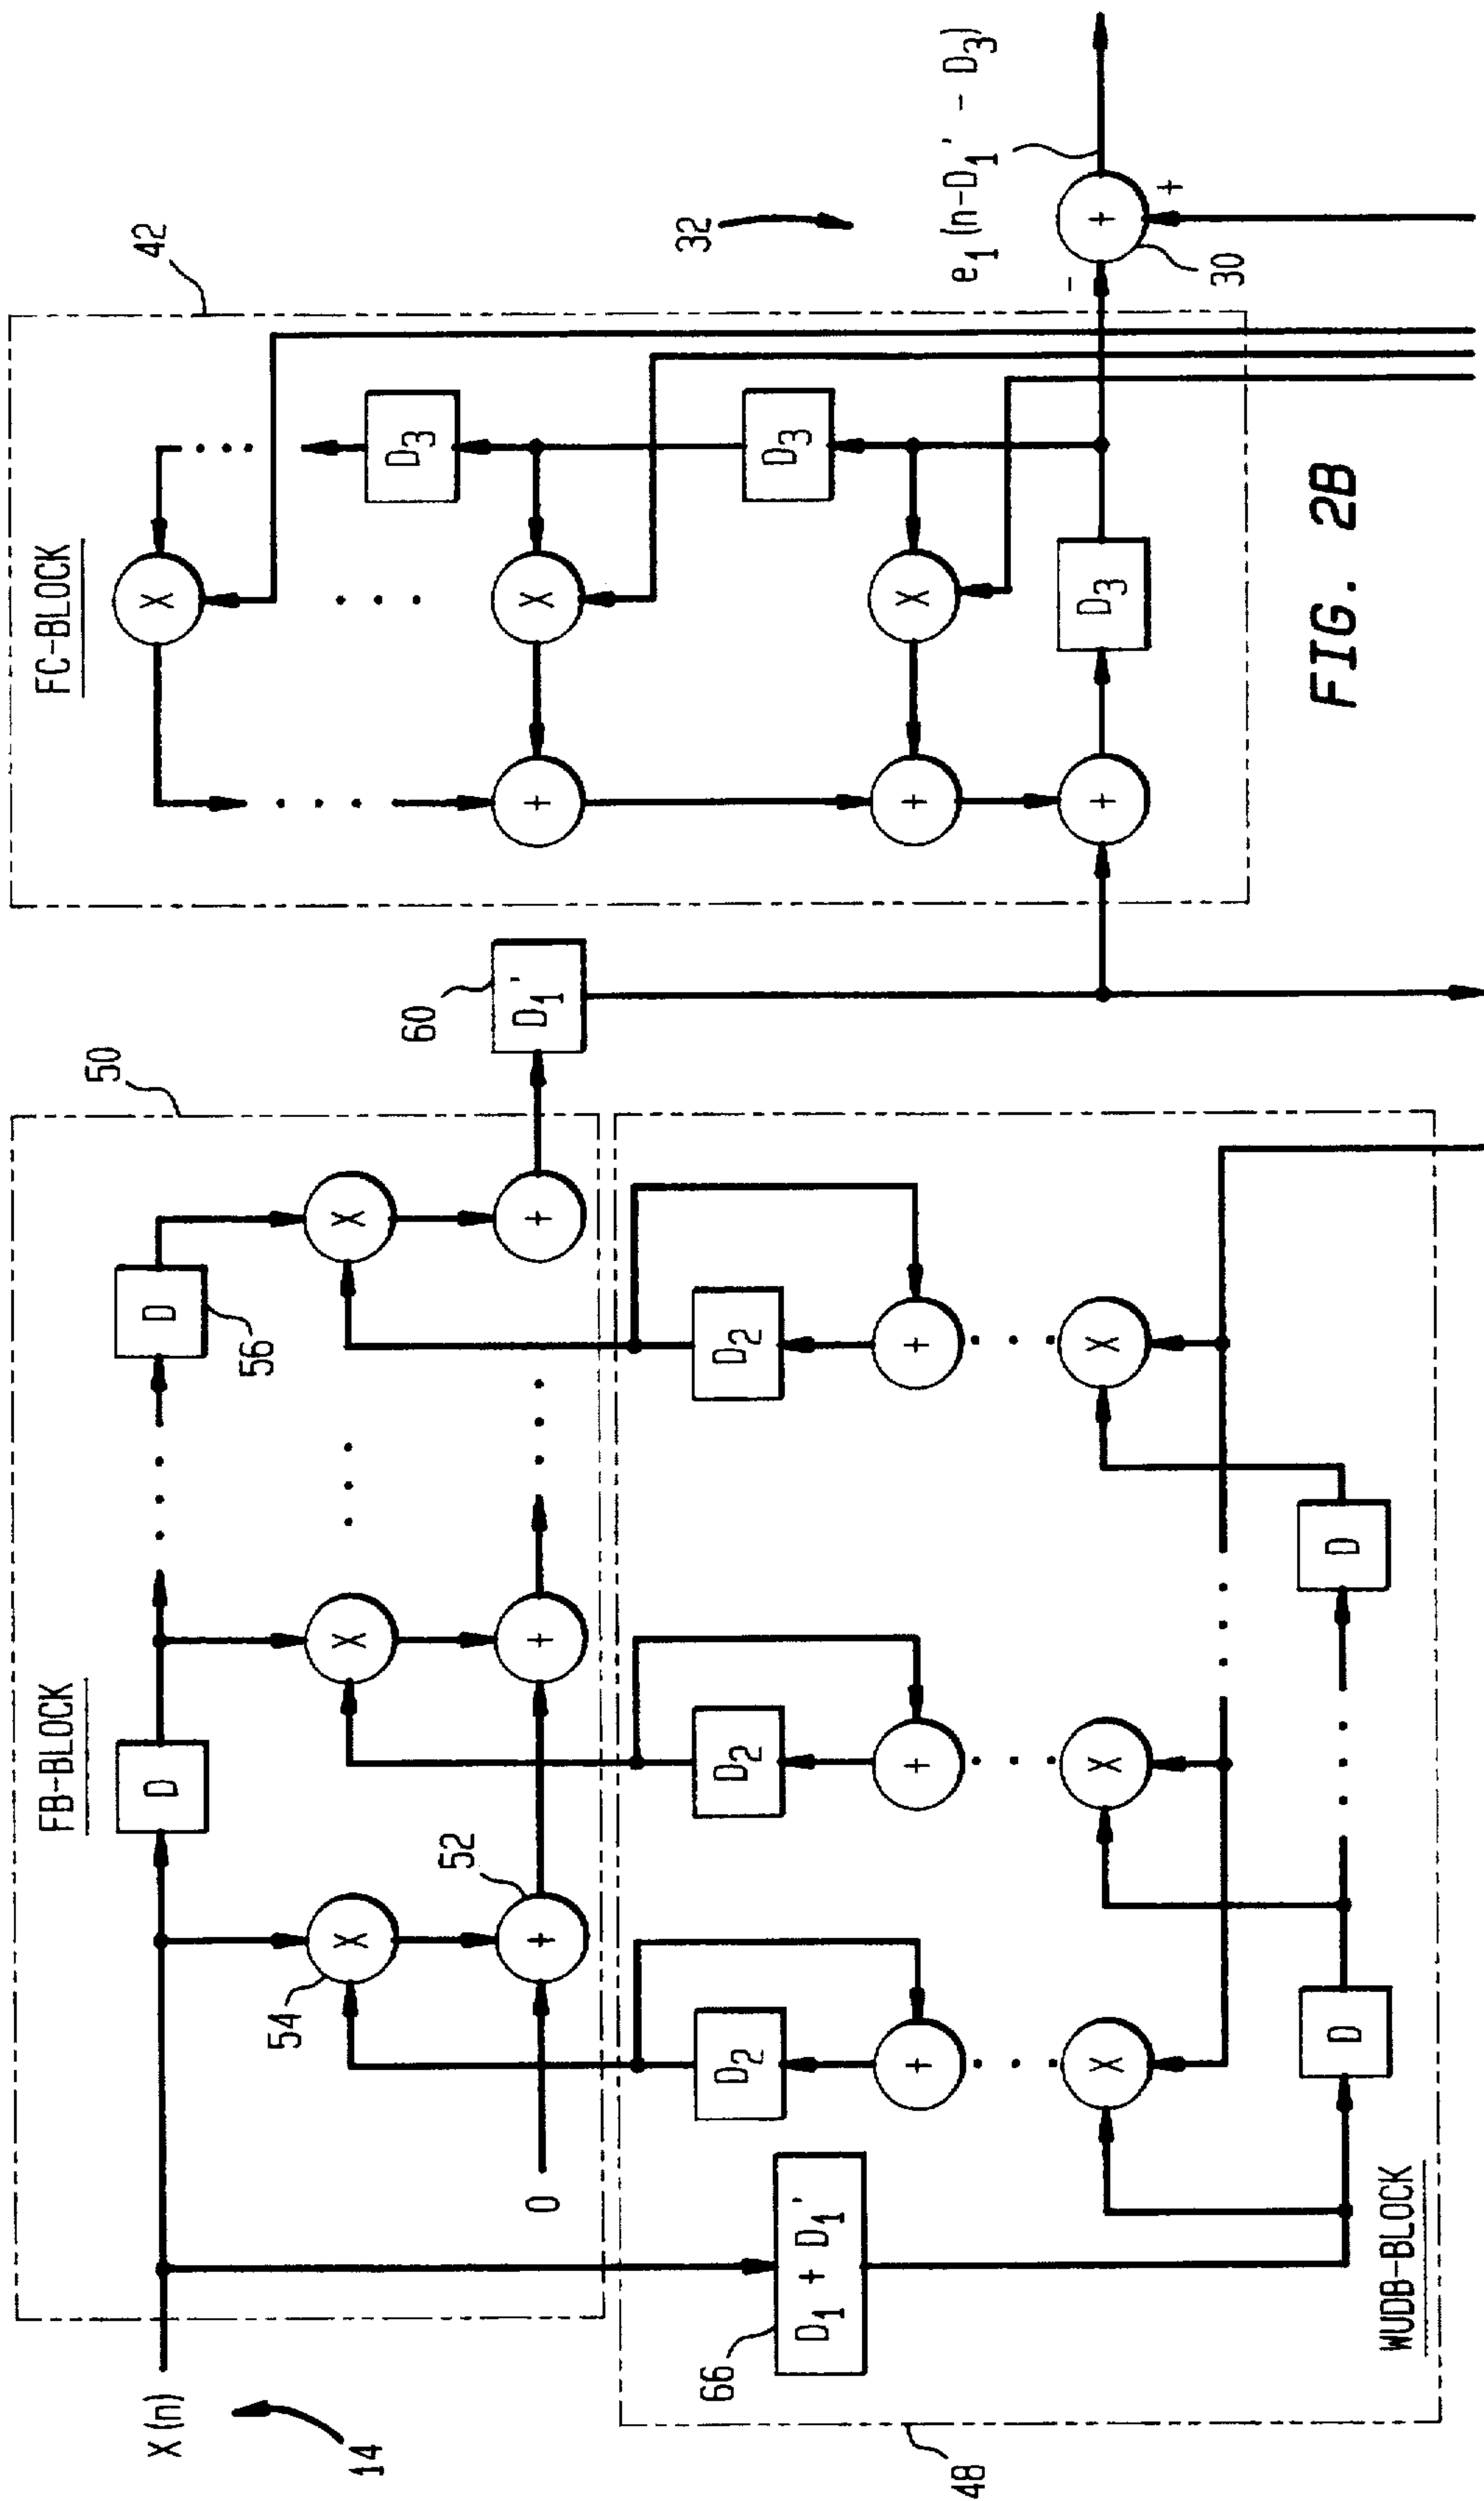 X(n)
14
FB-BLOCK
50
D
D
56
X
X
X
54
52
+
+
+
0
60
D1'
FC-BLOCK
42
X
X
X
D3
D3
D3
+
+
+
32
e1 (n-D1' - D3)
-
+
+
30
66
D1 + D1'
D2
D2
D2
+
+
+
X
X
X
D
D
48
WUDB-BLOCK
FIG. 2B